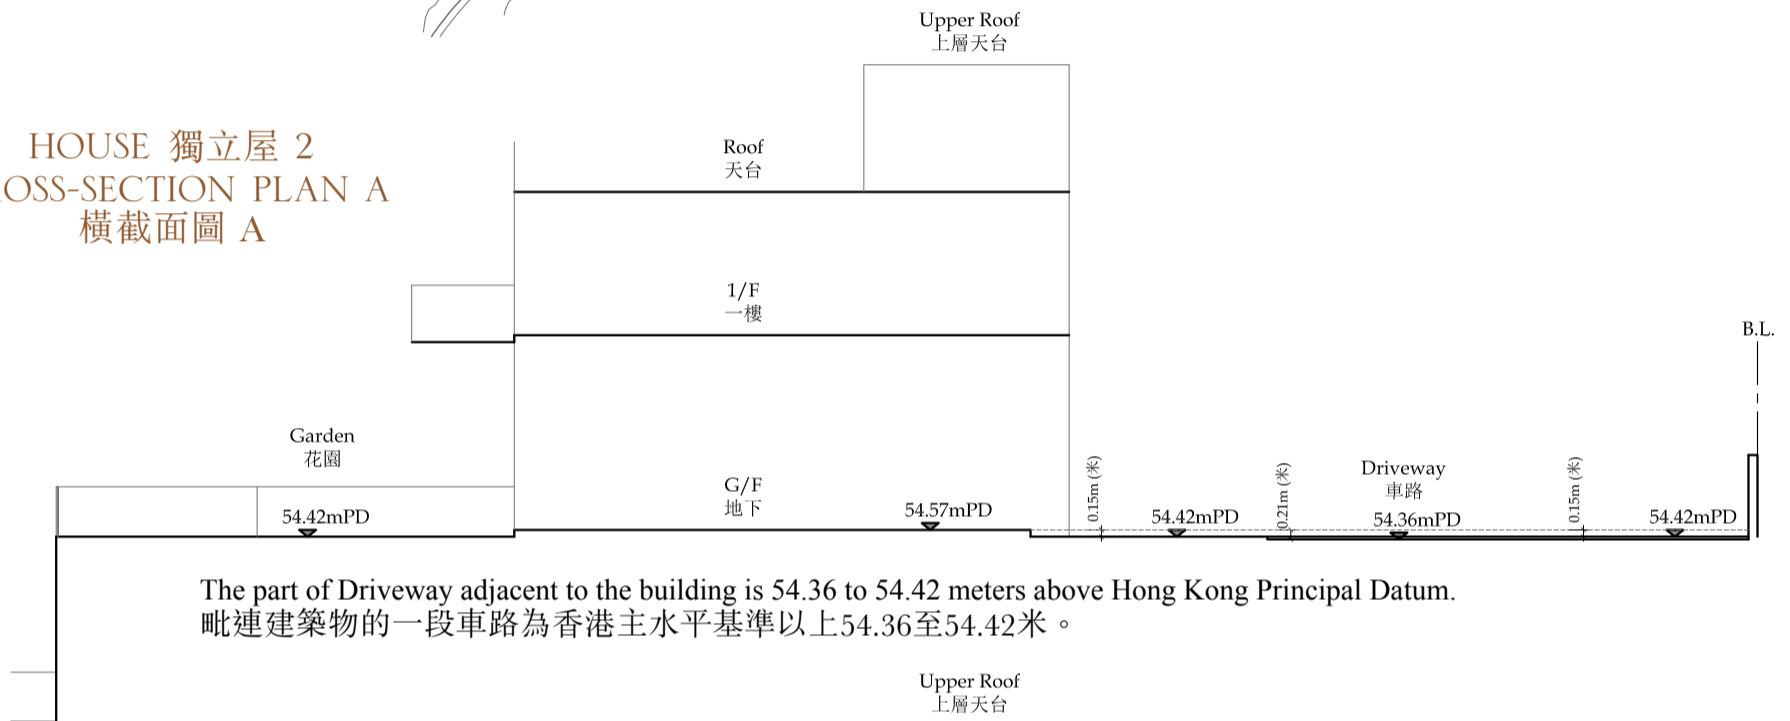 Upper Roof
上層天台
HOUSE 獨立屋 2
OSS-SECTION PLAN A
橫截面圖 A
Roof
天台
1/F
一樓
B.L.
Garden
花園
54.42mPD
G/F
地下
54.57mPD
0.15m (米)
54.42mPD
0.21m (米)
Driveway
車路
54.36mPD
0.15m (米)
54.42mPD
The part of Driveway adjacent to the building is 54.36 to 54.42 meters above Hong Kong Principal Datum.
毗連建築物的一段車路為香港主水平基準以上54.36至54.42米。
Upper Roof
上層天台